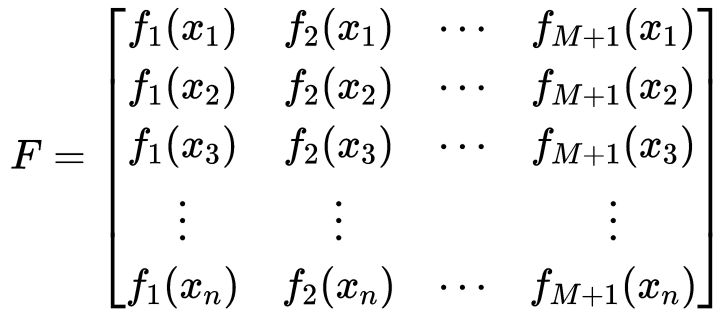 f₁(x₁) f₂(x₁) ⋯ f_{M+1}(x₁)
f₁(x₂) f₂(x₂) ⋯ f_{M+1}(x₂)
F = f₁(x₃) f₂(x₃) ⋯ f_{M+1}(x₃)
⋮ ⋮ ⋮
f₁(xₙ) f₂(xₙ) ⋯ f_{M+1}(xₙ)